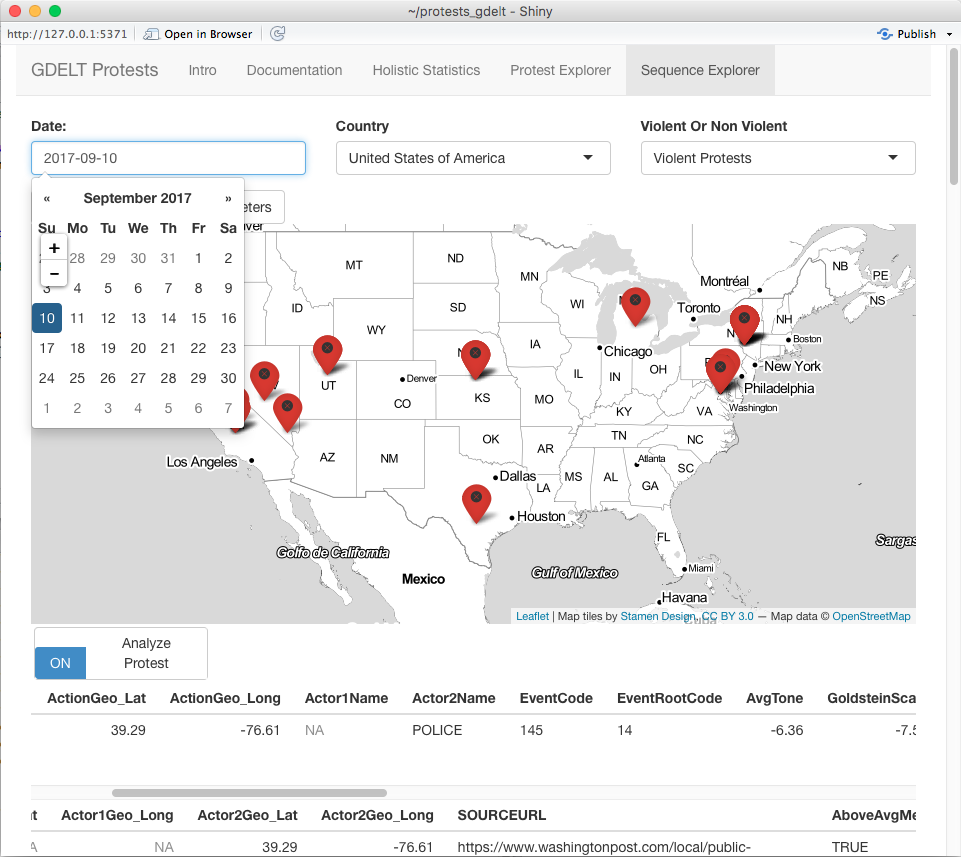 ~/protests_gdelt - Shiny
http://127.0.0.1:5371 Open in Browser Publish
GDELT Protests Intro Documentation Holistic Statistics Protest Explorer Sequence Explorer
Date: Country Violent Or Non Violent
2017-09-10 United States of America Violent Protests
« September 2017 »
Su Mo Tu We Th Fr Sa
28 29 30 31 1 2
3 4 5 6 7 8 9
10 11 12 13 14 15 16
17 18 19 20 21 22 23
24 25 26 27 28 29 30
1 2 3 4 5 6 7
+
−
MT
ND
MN
ID
SD
WI
WY
IA
UT
Denver
CO
KS
MO
IL
IN
OH
Chicago
Montréal
Toronto
NB
PE
NS
NH
Boston
New York
Philadelphia
Washington
VA
KY
TN
NC
AZ
NM
OK
AR
MS
AL
GA
SC
Atlanta
Los Angeles
Dallas
LA
Houston
FL
Miami
Havana
Golfo de California
Mexico
Gulf of Mexico
Cuba
Leaflet | Map tiles by Stamen Design, CC BY 3.0 — Map data © OpenStreetMap
ON Analyze
Protest
ActionGeo_Lat ActionGeo_Long Actor1Name Actor2Name EventCode EventRootCode AvgTone
39.29 -76.61 NA POLICE 145 14 -6.36
Actor1Geo_Long Actor2Geo_Lat Actor2Geo_Long SOURCEURL
NA 39.29 -76.61 https://www.washingtonpost.com/local/public- TRUE